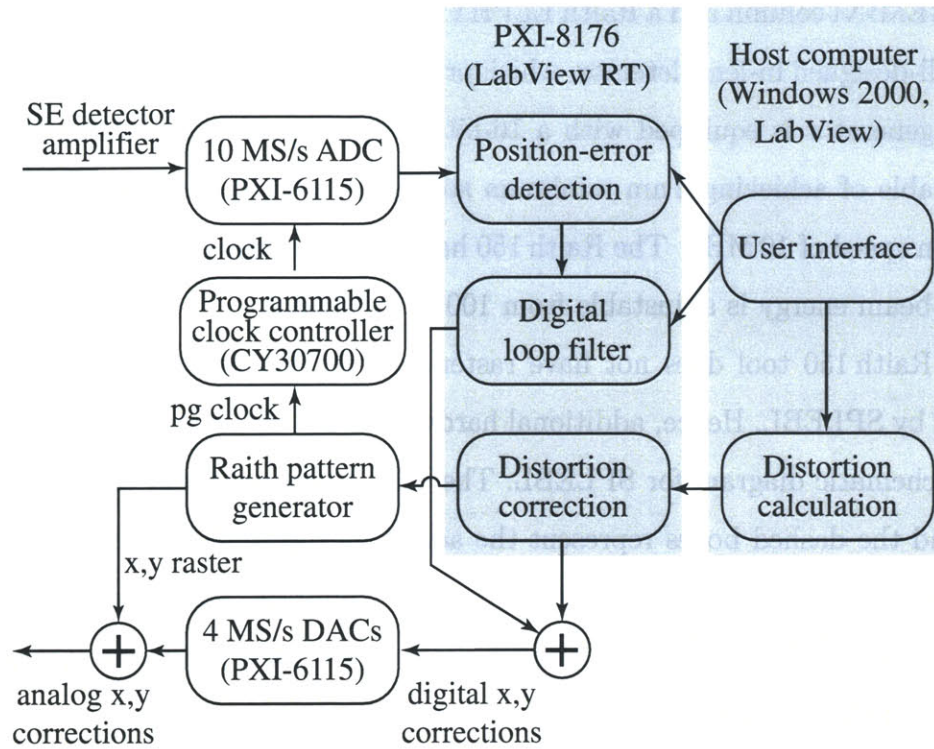 PXI-8176
(LabView RT)
Host computer
(Windows 2000,
LabView)
SE detector
amplifier
10 MS/s ADC
(PXI-6115)
Position-error
detection
User interface
clock
Programmable
clock controller
(CY30700)
Digital
loop filter
pg clock
Raith pattern
generator
Distortion
correction
Distortion
calculation
x,y raster
4 MS/s DACs
(PXI-6115)
analog x,y
corrections
digital x,y
corrections